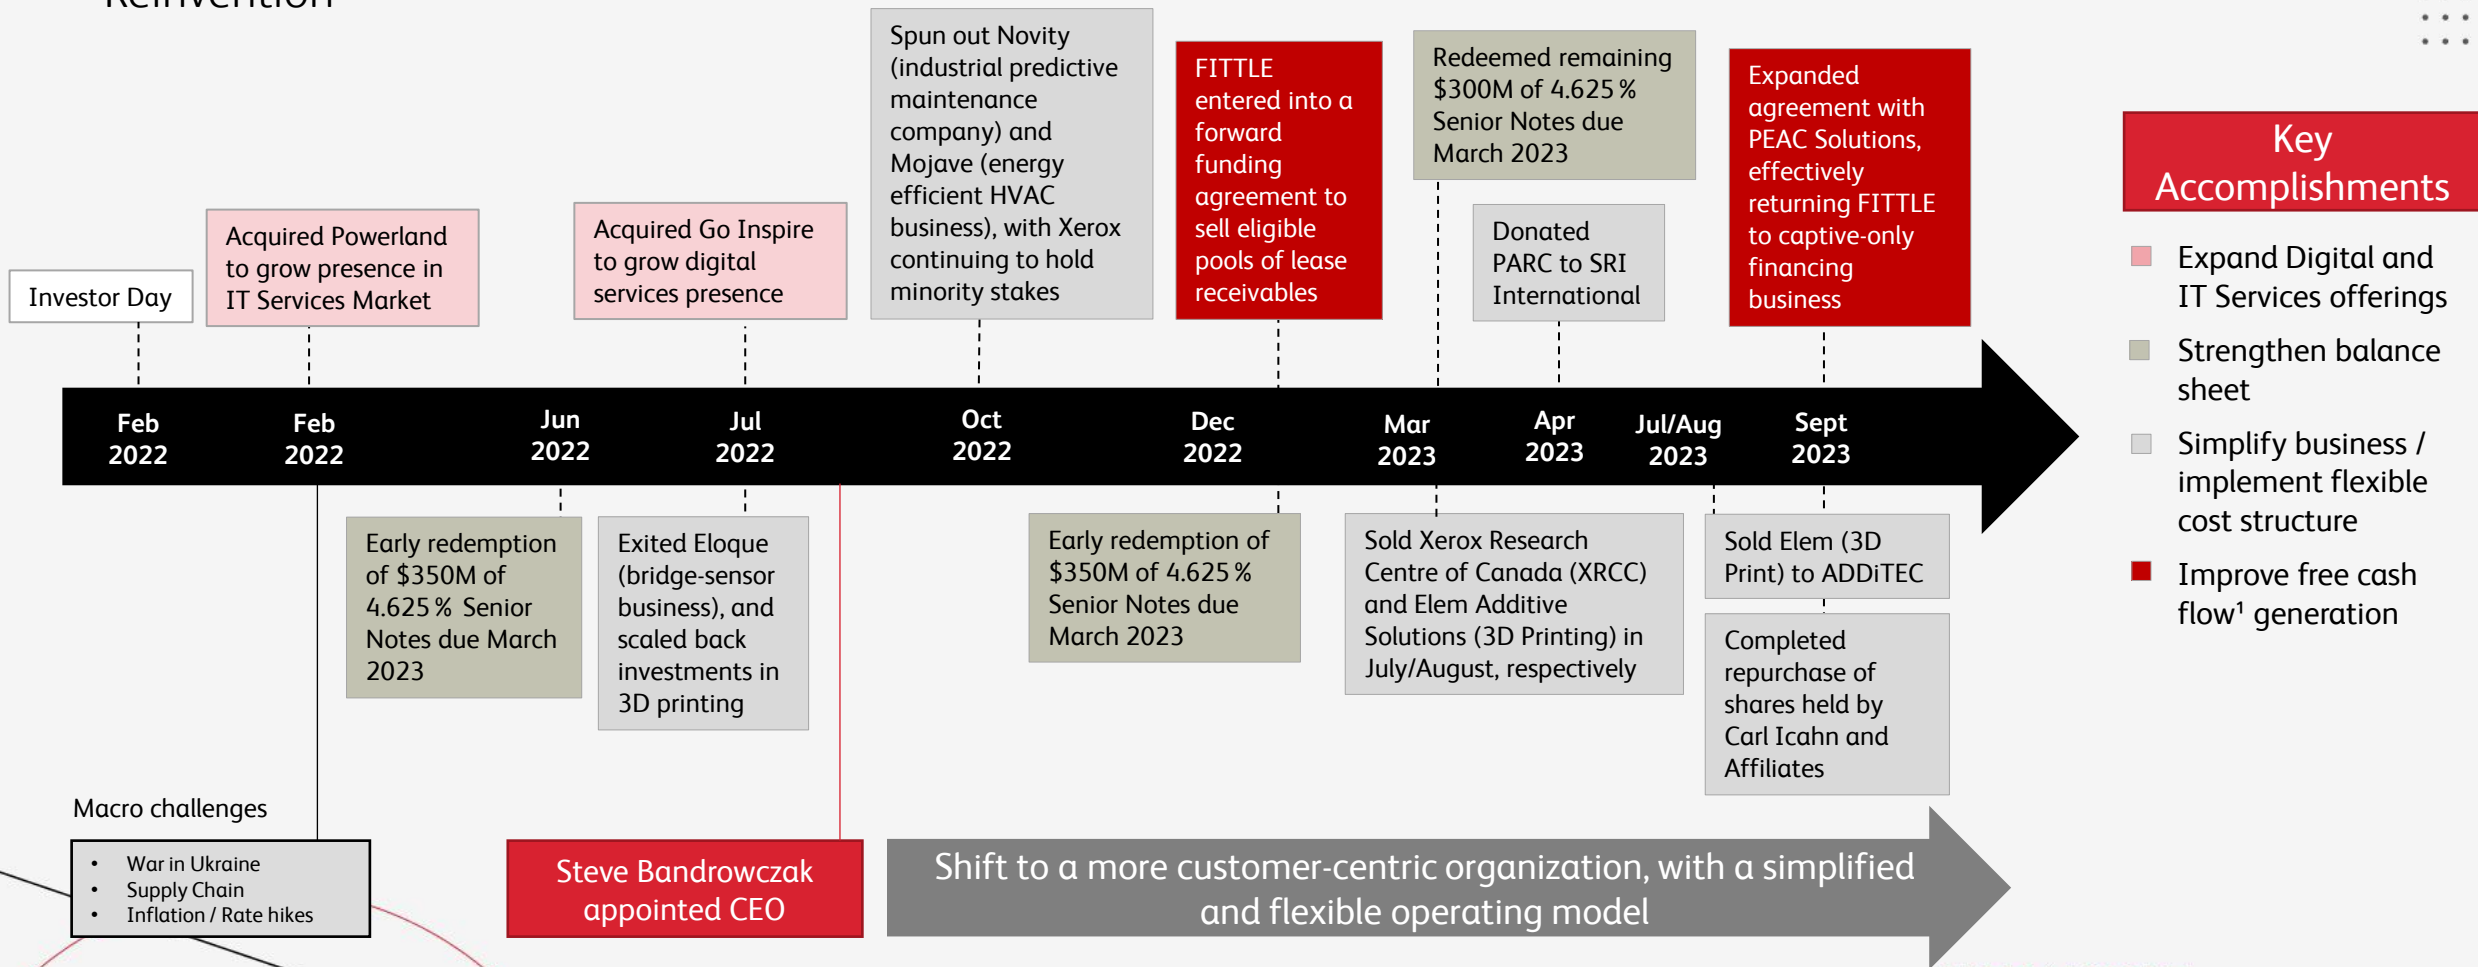 Reinvention
Investor Day
Acquired Powerland
to grow presence in
IT Services Market
Acquired Go Inspire
to grow digital
services presence
Spun out Novity
(industrial predictive
maintenance
company) and
Mojave (energy
efficient HVAC
business), with Xerox
continuing to hold
minority stakes
FITTLE
entered into a
forward
funding
agreement to
sell eligible
pools of lease
receivables
Redeemed remaining
$300M of 4.625%
Senior Notes due
March 2023
Donated
PARC to SRI
International
Expanded
agreement with
PEAC Solutions,
effectively
returning FITTLE
to captive-only
financing
business
Feb
2022
Feb
2022
Jun
2022
Jul
2022
Oct
2022
Dec
2022
Mar
2023
Apr
2023
Jul/Aug
2023
Sept
2023
Early redemption
of $350M of
4.625% Senior
Notes due March
2023
Exited Eloque
(bridge-sensor
business), and
scaled back
investments in
3D printing
Early redemption of
$350M of 4.625%
Senior Notes due
March 2023
Sold Xerox Research
Centre of Canada (XRCC)
and Elem Additive
Solutions (3D Printing) in
July/August, respectively
Sold Elem (3D
Print) to ADDiTEC
Completed
repurchase of
shares held by
Carl Icahn and
Affiliates
Macro challenges
• War in Ukraine
• Supply Chain
• Inflation / Rate hikes
Steve Bandrowczak
appointed CEO
Shift to a more customer-centric organization, with a simplified
and flexible operating model
Key
Accomplishments
Expand Digital and
IT Services offerings
Strengthen balance
sheet
Simplify business /
implement flexible
cost structure
Improve free cash
flow¹ generation